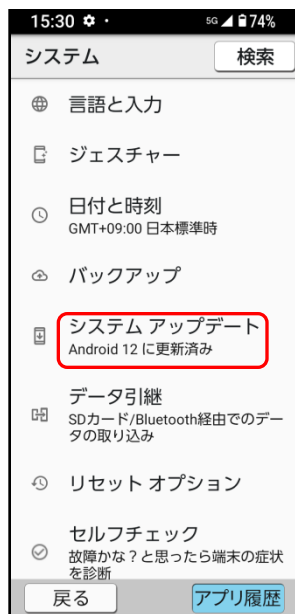 15:30 5G 74%
システム 検索
言語と入力
ジェスチャー
日付と時刻
GMT+09:00 日本標準時
バックアップ
システム アップデート
Android 12 に更新済み
データ引継
SDカード/Bluetooth経由でのデー
タの取り込み
リセット オプション
セルフチェック
故障かな？と思ったら端末の症状
を診断
戻る アプリ履歴